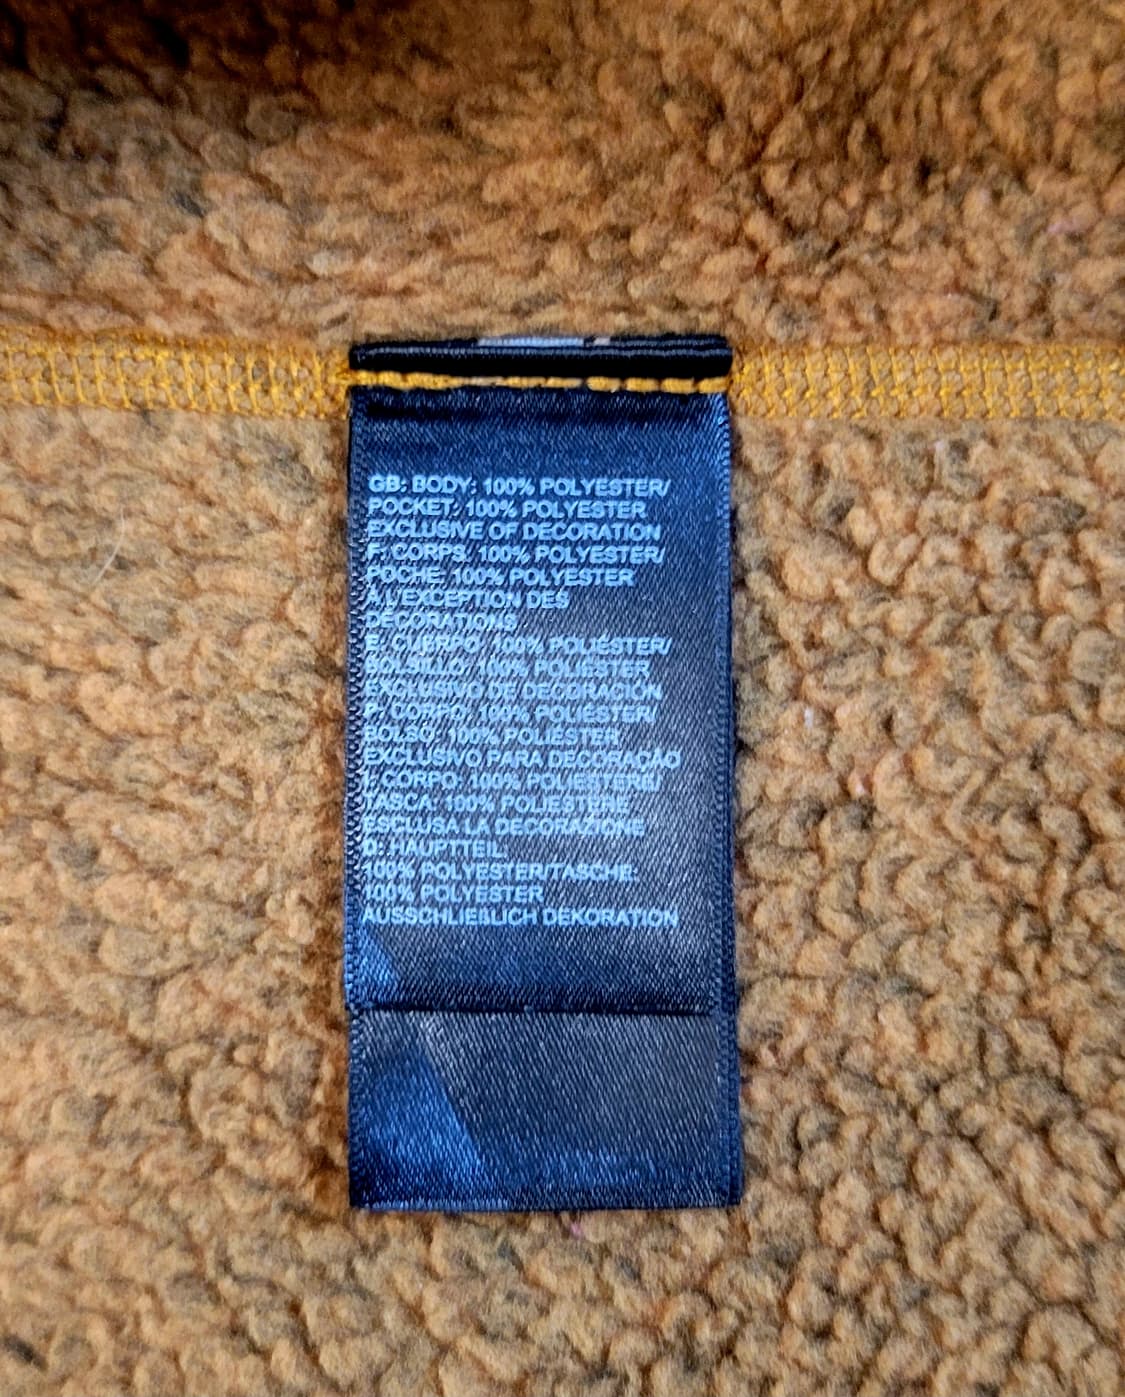 GB: BODY: 100% POLYESTER/
POCKET: 100% POLYESTER
EXCLUSIVE OF DECORATION
F: CORPS: 100% POLYESTER/
POCHE: 100% POLYESTER
À L'EXCEPTION DES
DÉCORATIONS
E: CUERPO: 100% POLIÉSTER/
BOLSILLO: 100% POLIÉSTER
EXCLUSIVO DE DECORACIÓN
P: CORPO: 100% POLIÉSTER/
BOLSO: 100% POLIÉSTER
EXCLUSIVO PARA DECORAÇÃO
I: CORPO: 100% POLIESTERE/
TASCA: 100% POLIESTERE
ESCLUSA LA DECORAZIONE
D: HAUPTTEIL:
100% POLYESTER/TASCHE:
100% POLYESTER
AUSSCHLIEßLICH DEKORATION